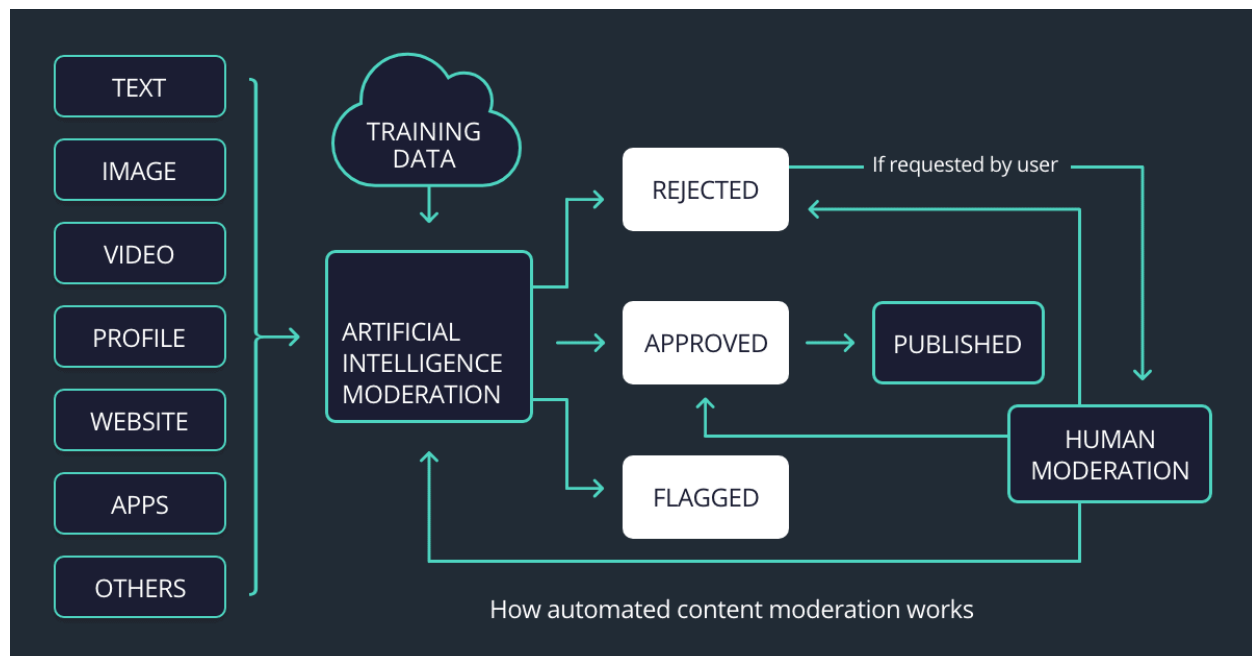 TEXT
IMAGE
VIDEO
PROFILE
WEBSITE
APPS
OTHERS
TRAINING
DATA
ARTIFICIAL
INTELLIGENCE
MODERATION
REJECTED
If requested by user
APPROVED
PUBLISHED
FLAGGED
HUMAN
MODERATION
How automated content moderation works